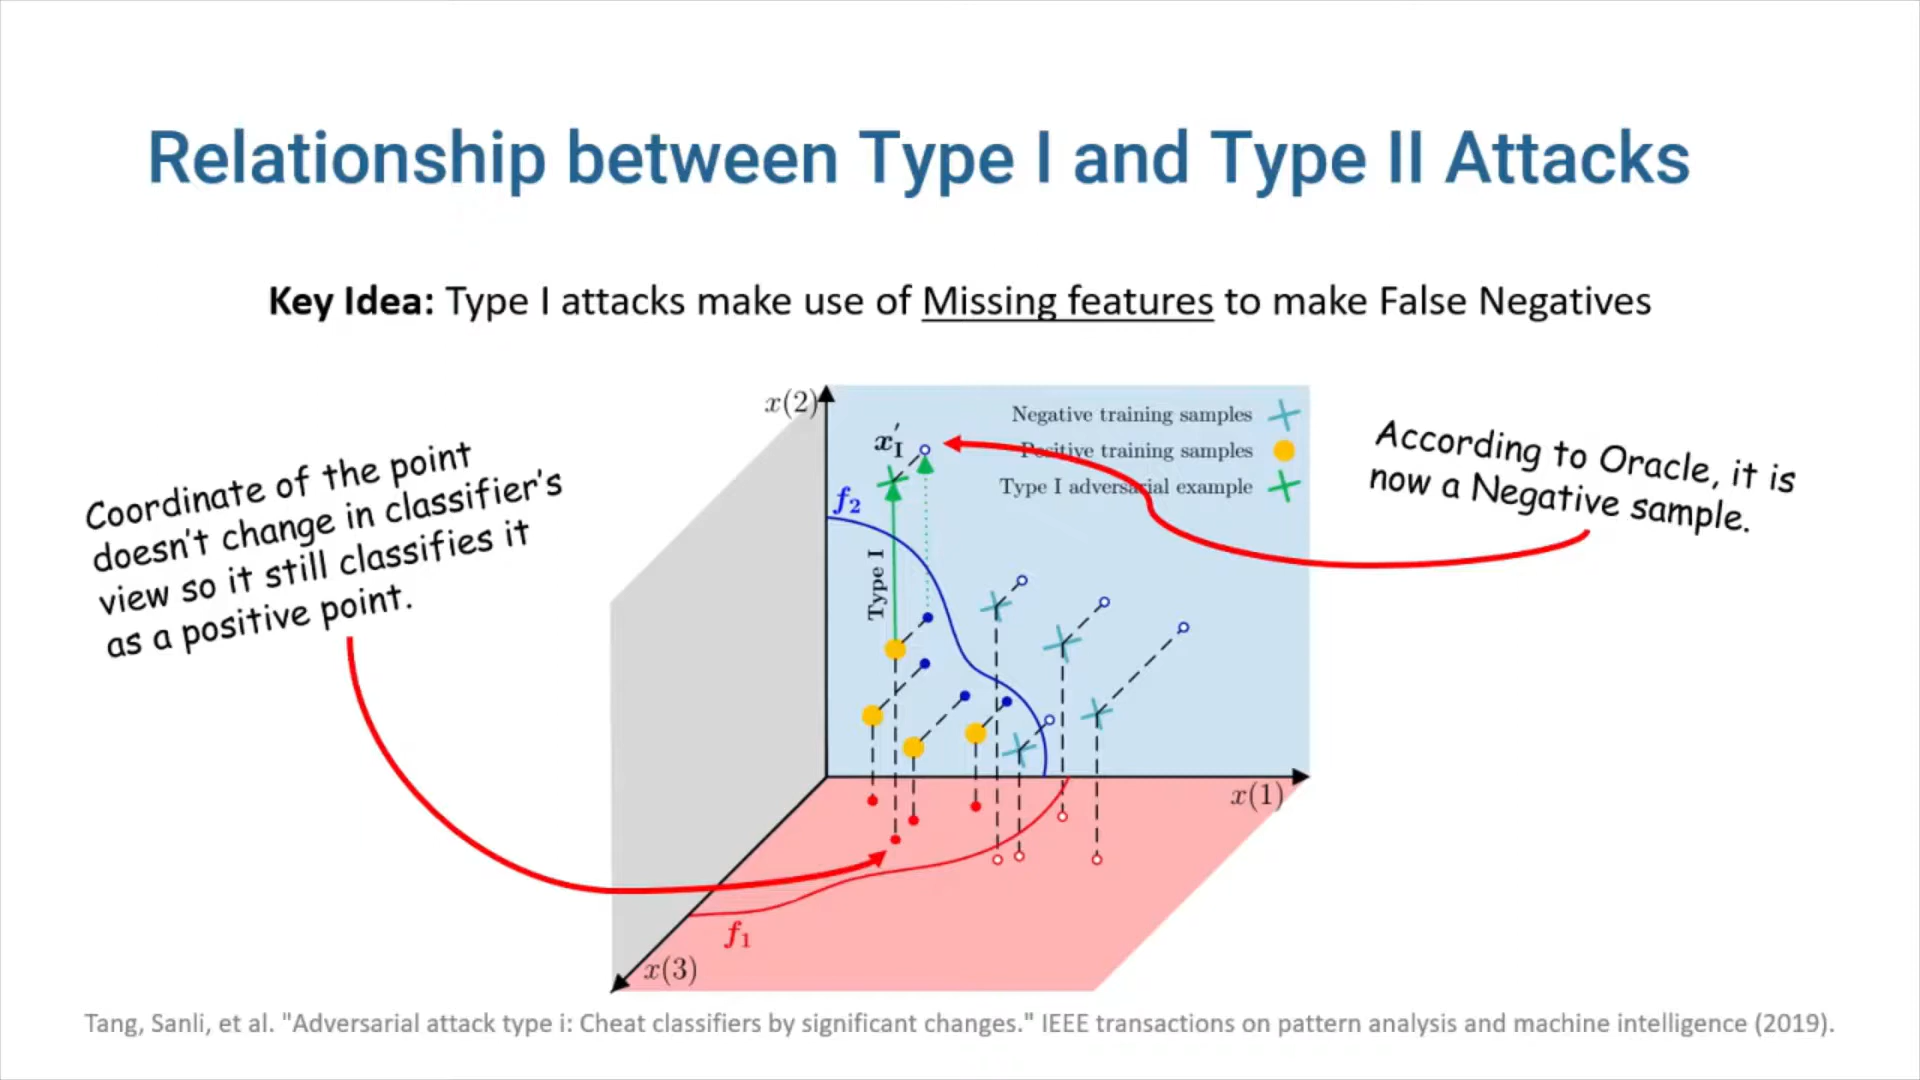 Relationship between Type I and Type II Attacks
Key Idea: Type I attacks make use of Missing features to make False Negatives
Coordinate of the point
doesn't change in classifier's
view so it still classifies it
as a positive point.
x(2)
x'I
f2
Type I
Negative training samples
Positive training samples
Type I adversarial example
According to Oracle, it is
now a Negative sample.
x(1)
f1
x(3)
Tang, Sanli, et al. "Adversarial attack type i: Cheat classifiers by significant changes." IEEE transactions on pattern analysis and machine intelligence (2019).